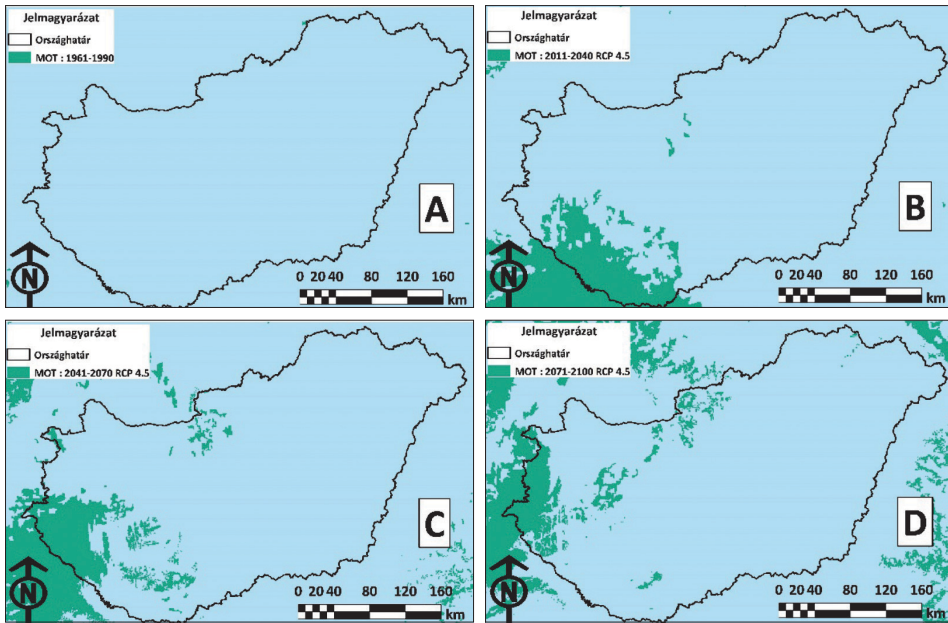 Jelmagyarázat
Országhatár
MOT : 1961-1990
A
N
0 20 40 80 120 160
km
Jelmagyarázat
Országhatár
MOT : 2011-2040 RCP 4.5
B
N
0 20 40 80 120 160
km
Jelmagyarázat
Országhatár
MOT : 2041-2070 RCP 4.5
C
N
0 20 40 80 120 160
km
Jelmagyarázat
Országhatár
MOT : 2071-2100 RCP 4.5
D
N
0 20 40 80 120 160
km